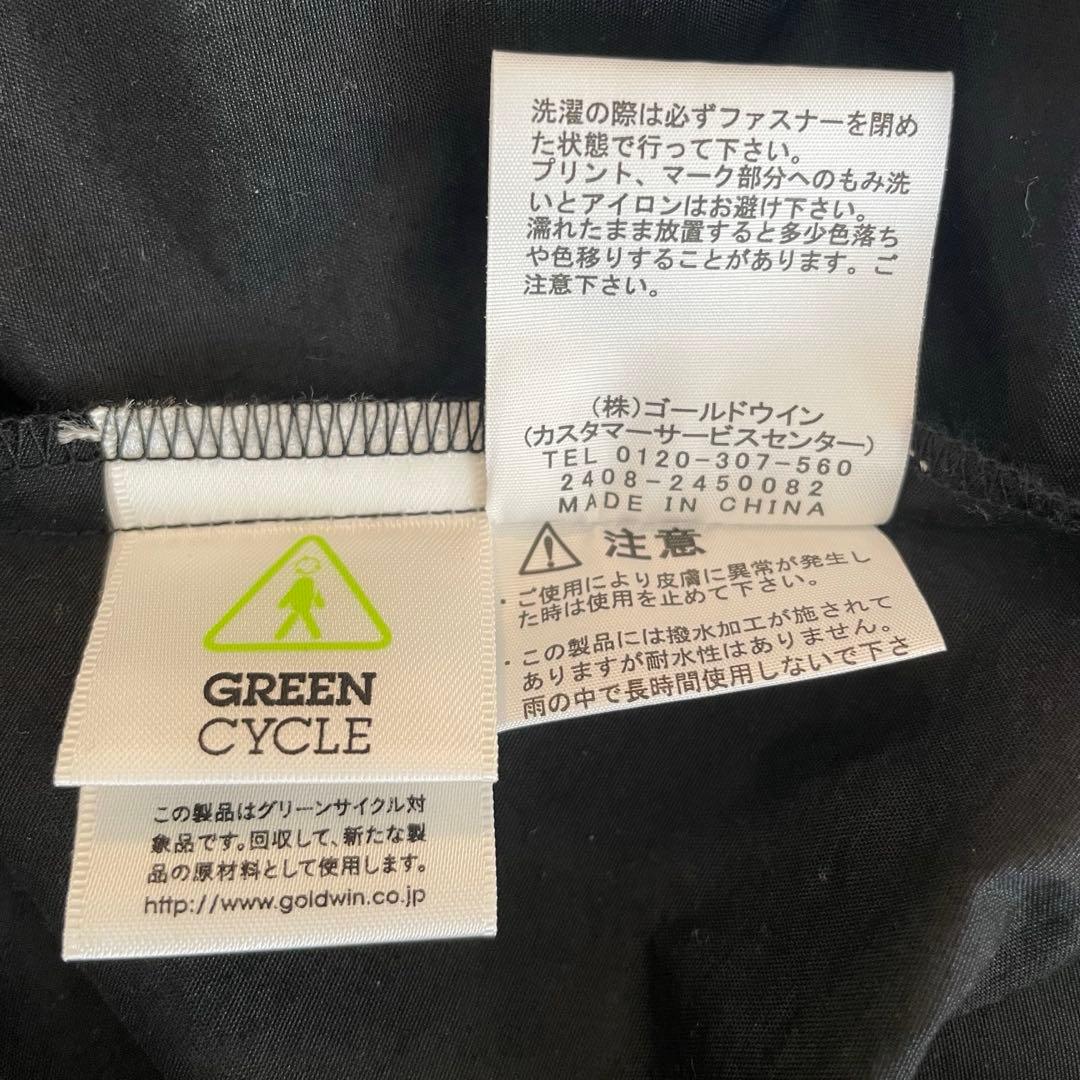 洗濯の際は必ずファスナーを閉め
た状態で行って下さい。
プリント、マーク部分へのもみ洗
いとアイロンはお避け下さい。
濡れたまま放置すると多少色落ち
や色移りすることがあります。ご
注意下さい。
(株)ゴールドウイン
(カスタマーサービスセンター)
TEL 0120-307-560
2408-2450082
MADE IN CHINA
注意
・ご使用により皮膚に異常が発生し
た時は使用を止めて下さい。
・この製品には撥水加工が施されて
ありますが耐水性はありません。
雨の中で長時間使用しないで下さ
GREEN
CYCLE
この製品はグリーンサイクル対
象品です。回収して、新たな製
品の原材料として使用します。
http://www.goldwin.co.jp